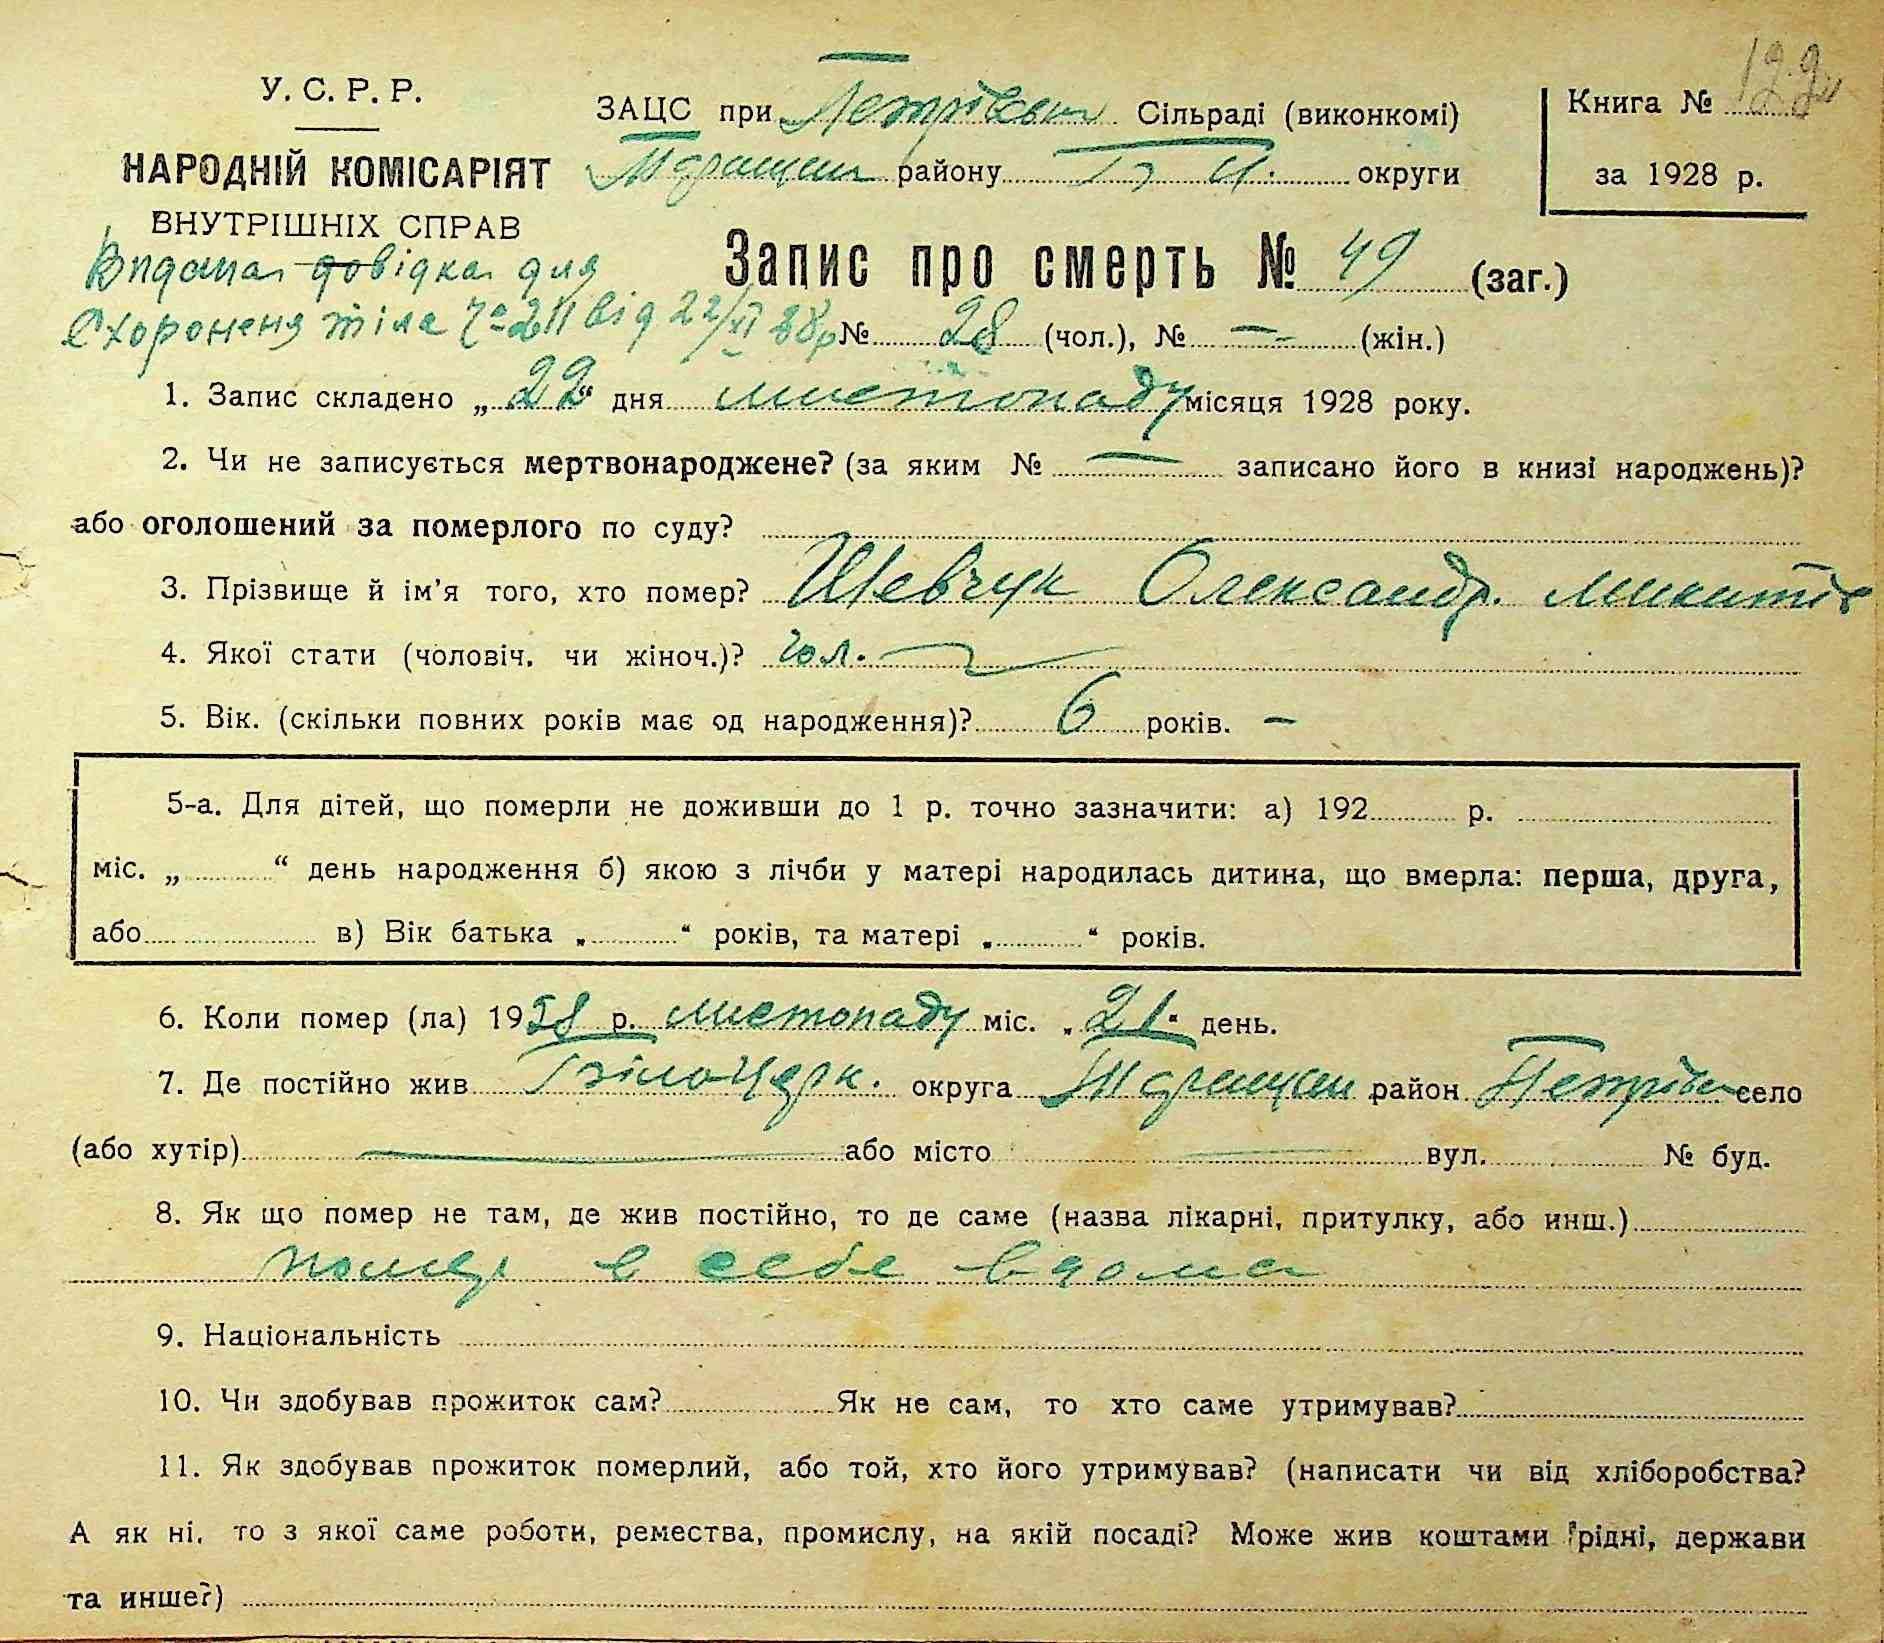 У. С. Р. Р.
НАРОДНІЙ КОМІСАРІЯТ
ВНУТРІШНІХ СПРАВ
ЗАЦС при Петрівськ Сільраді (виконкомі)
Таращан району Б Ц. округи
Книга №
за 1928 р.
Видана довідка для
схороненя тіла від 22/XI 28р
Запис про смерть № 49 (заг.)
№ 28 (чол.), № — (жін.)
1. Запис складено „22“ дня листопаду місяця 1928 року.
2. Чи не записується мертвонароджене? (за яким № — записано його в книзі народжень)?
або оголошений за померлого по суду?
3. Прізвище й ім'я того, хто помер? Шевчук Олександр. Микитів
4. Якої стати (чоловіч. чи жіноч.)? чол.
5. Вік. (скільки повних років має од народження)? 6 років. —
5-а. Для дітей, що померли не доживши до 1 р. точно зазначити: а) 192 р.
міс. „ “ день народження б) якою з лічби у матері народилась дитина, що вмерла: перша, друга,
або в) Вік батька „ “ років, та матері „ “ років.
6. Коли помер (ла) 1928 р. листопаду міс. „21“ день.
7. Де постійно жив Білоцерк. округа Таращан район Петрівка село
(або хутір) — або місто — вул. № буд.
8. Як що помер не там, де жив постійно, то де саме (назва лікарні, притулку, або инш.)
помер в себе вдома
9. Національність
10. Чи здобував прожиток сам? Як не сам, то хто саме утримував?
11. Як здобував прожиток померлий, або той, хто його утримував? (написати чи від хліборобства?
А як ні, то з якої саме роботи, ремества, промислу, на якій посаді? Може жив коштами рідні, держави
та инше?)